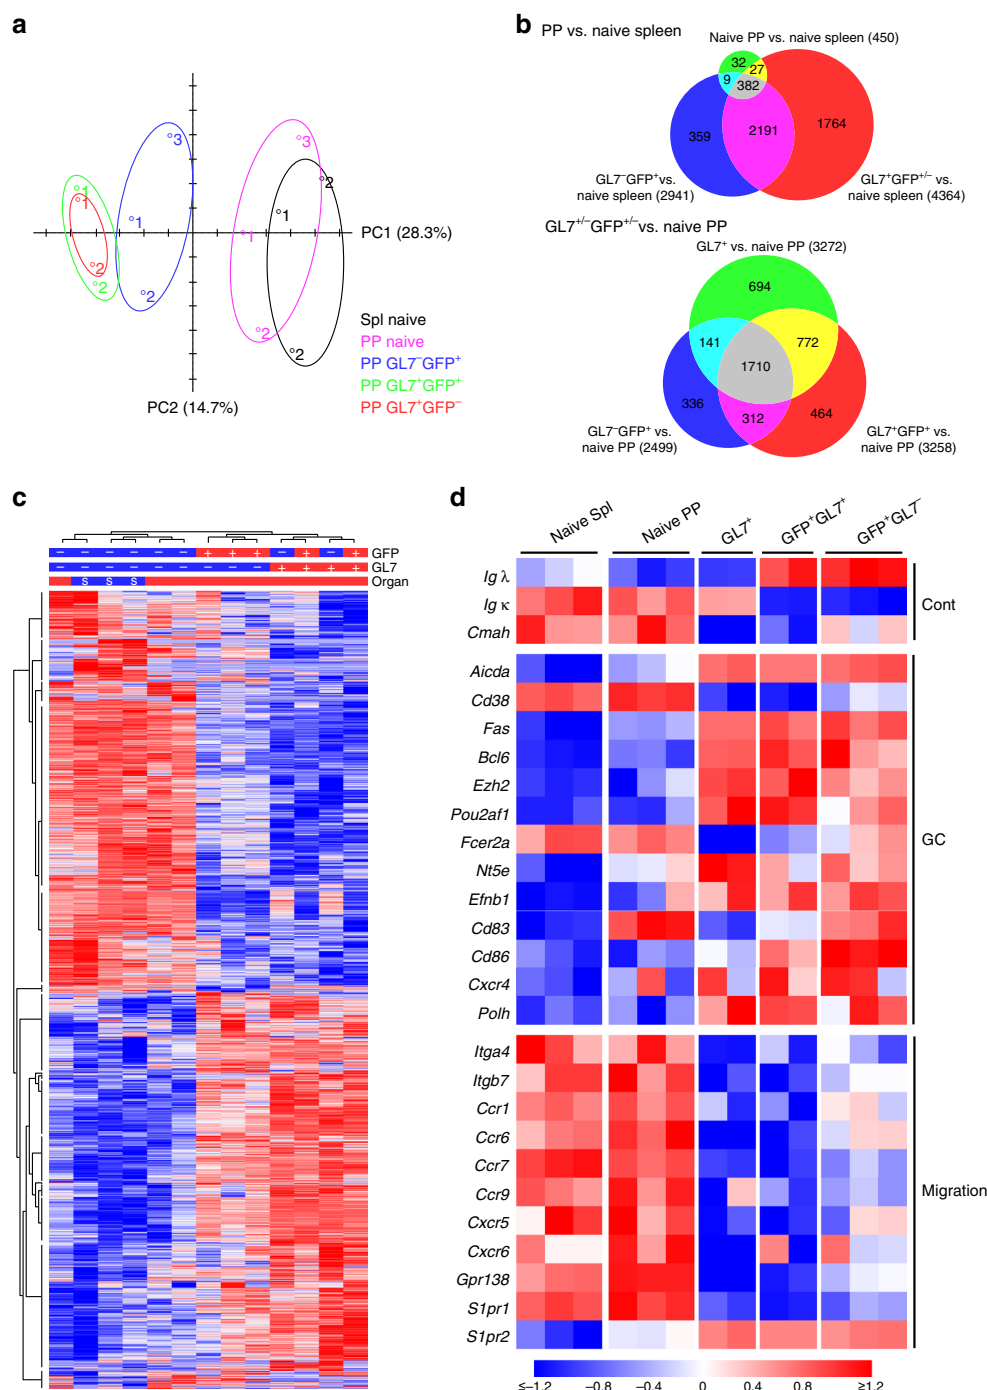 a
°3
°3
°2
°1
°1
°1
°1
°1
°2
°2
°2
°2
°2
PC1 (28.3%)
PC2 (14.7%)
Spl naive
PP naive
PP GL7⁻GFP⁺
PP GL7⁺GFP⁺
PP GL7⁺GFP⁻
b
PP vs. naive spleen
Naive PP vs. naive spleen (450)
32
27
9
382
359
2191
1764
GL7⁻GFP⁺vs.
naive spleen (2941)
GL7⁺GFP⁺/⁻ vs.
naive spleen (4364)
GL7⁺/⁻GFP⁺/⁻vs. naive PP
GL7⁺ vs. naive PP (3272)
694
141
772
1710
336
312
464
GL7⁻GFP⁺ vs.
naive PP (2499)
GL7⁺GFP⁺ vs.
naive PP (3258)
c
− − − − − − + + + − + − + GFP
− − − − − − − − − + + + + GL7
S S S Organ
d
Naive Spl
Naive PP
GL7⁺
GFP⁺GL7⁺
GFP⁺GL7⁻
Ig λ
Ig κ
Cmah
Cont
Aicda
Cd38
Fas
Bcl6
Ezh2
Pou2af1
Fcer2a
Nt5e
Efnb1
Cd83
Cd86
Cxcr4
Polh
GC
Itga4
Itgb7
Ccr1
Ccr6
Ccr7
Ccr9
Cxcr5
Cxcr6
Gpr138
S1pr1
S1pr2
Migration
≤−1.2 −0.8 −0.4 0 0.4 0.8 ≥1.2